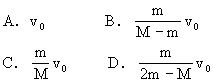 A. v₀ B. m/(M-m) v₀
C. m/M v₀ D. m/(2m-M) v₀